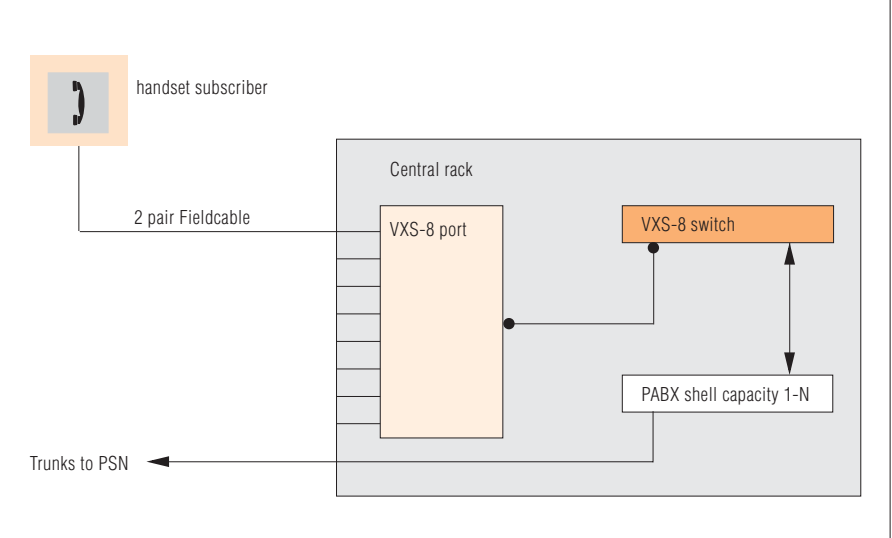 handset subscriber
Central rack
2 pair Fieldcable
VXS-8 port
VXS-8 switch
PABX shell capacity 1-N
Trunks to PSN